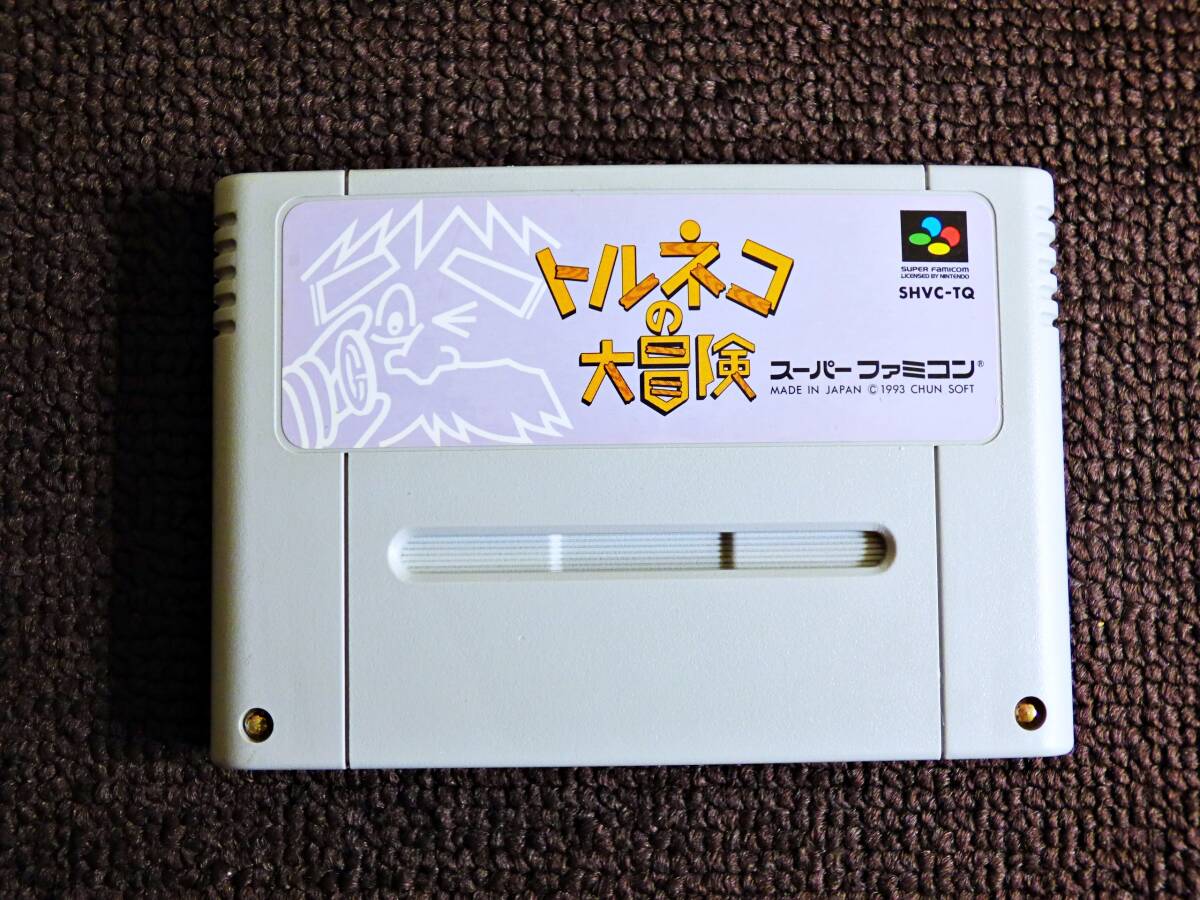 トルネコ
の
大冒険
SUPER FAMICOM
LICENSED BY NINTENDO
SHVC-TQ
スーパーファミコン®
MADE IN JAPAN © 1993 CHUN SOFT